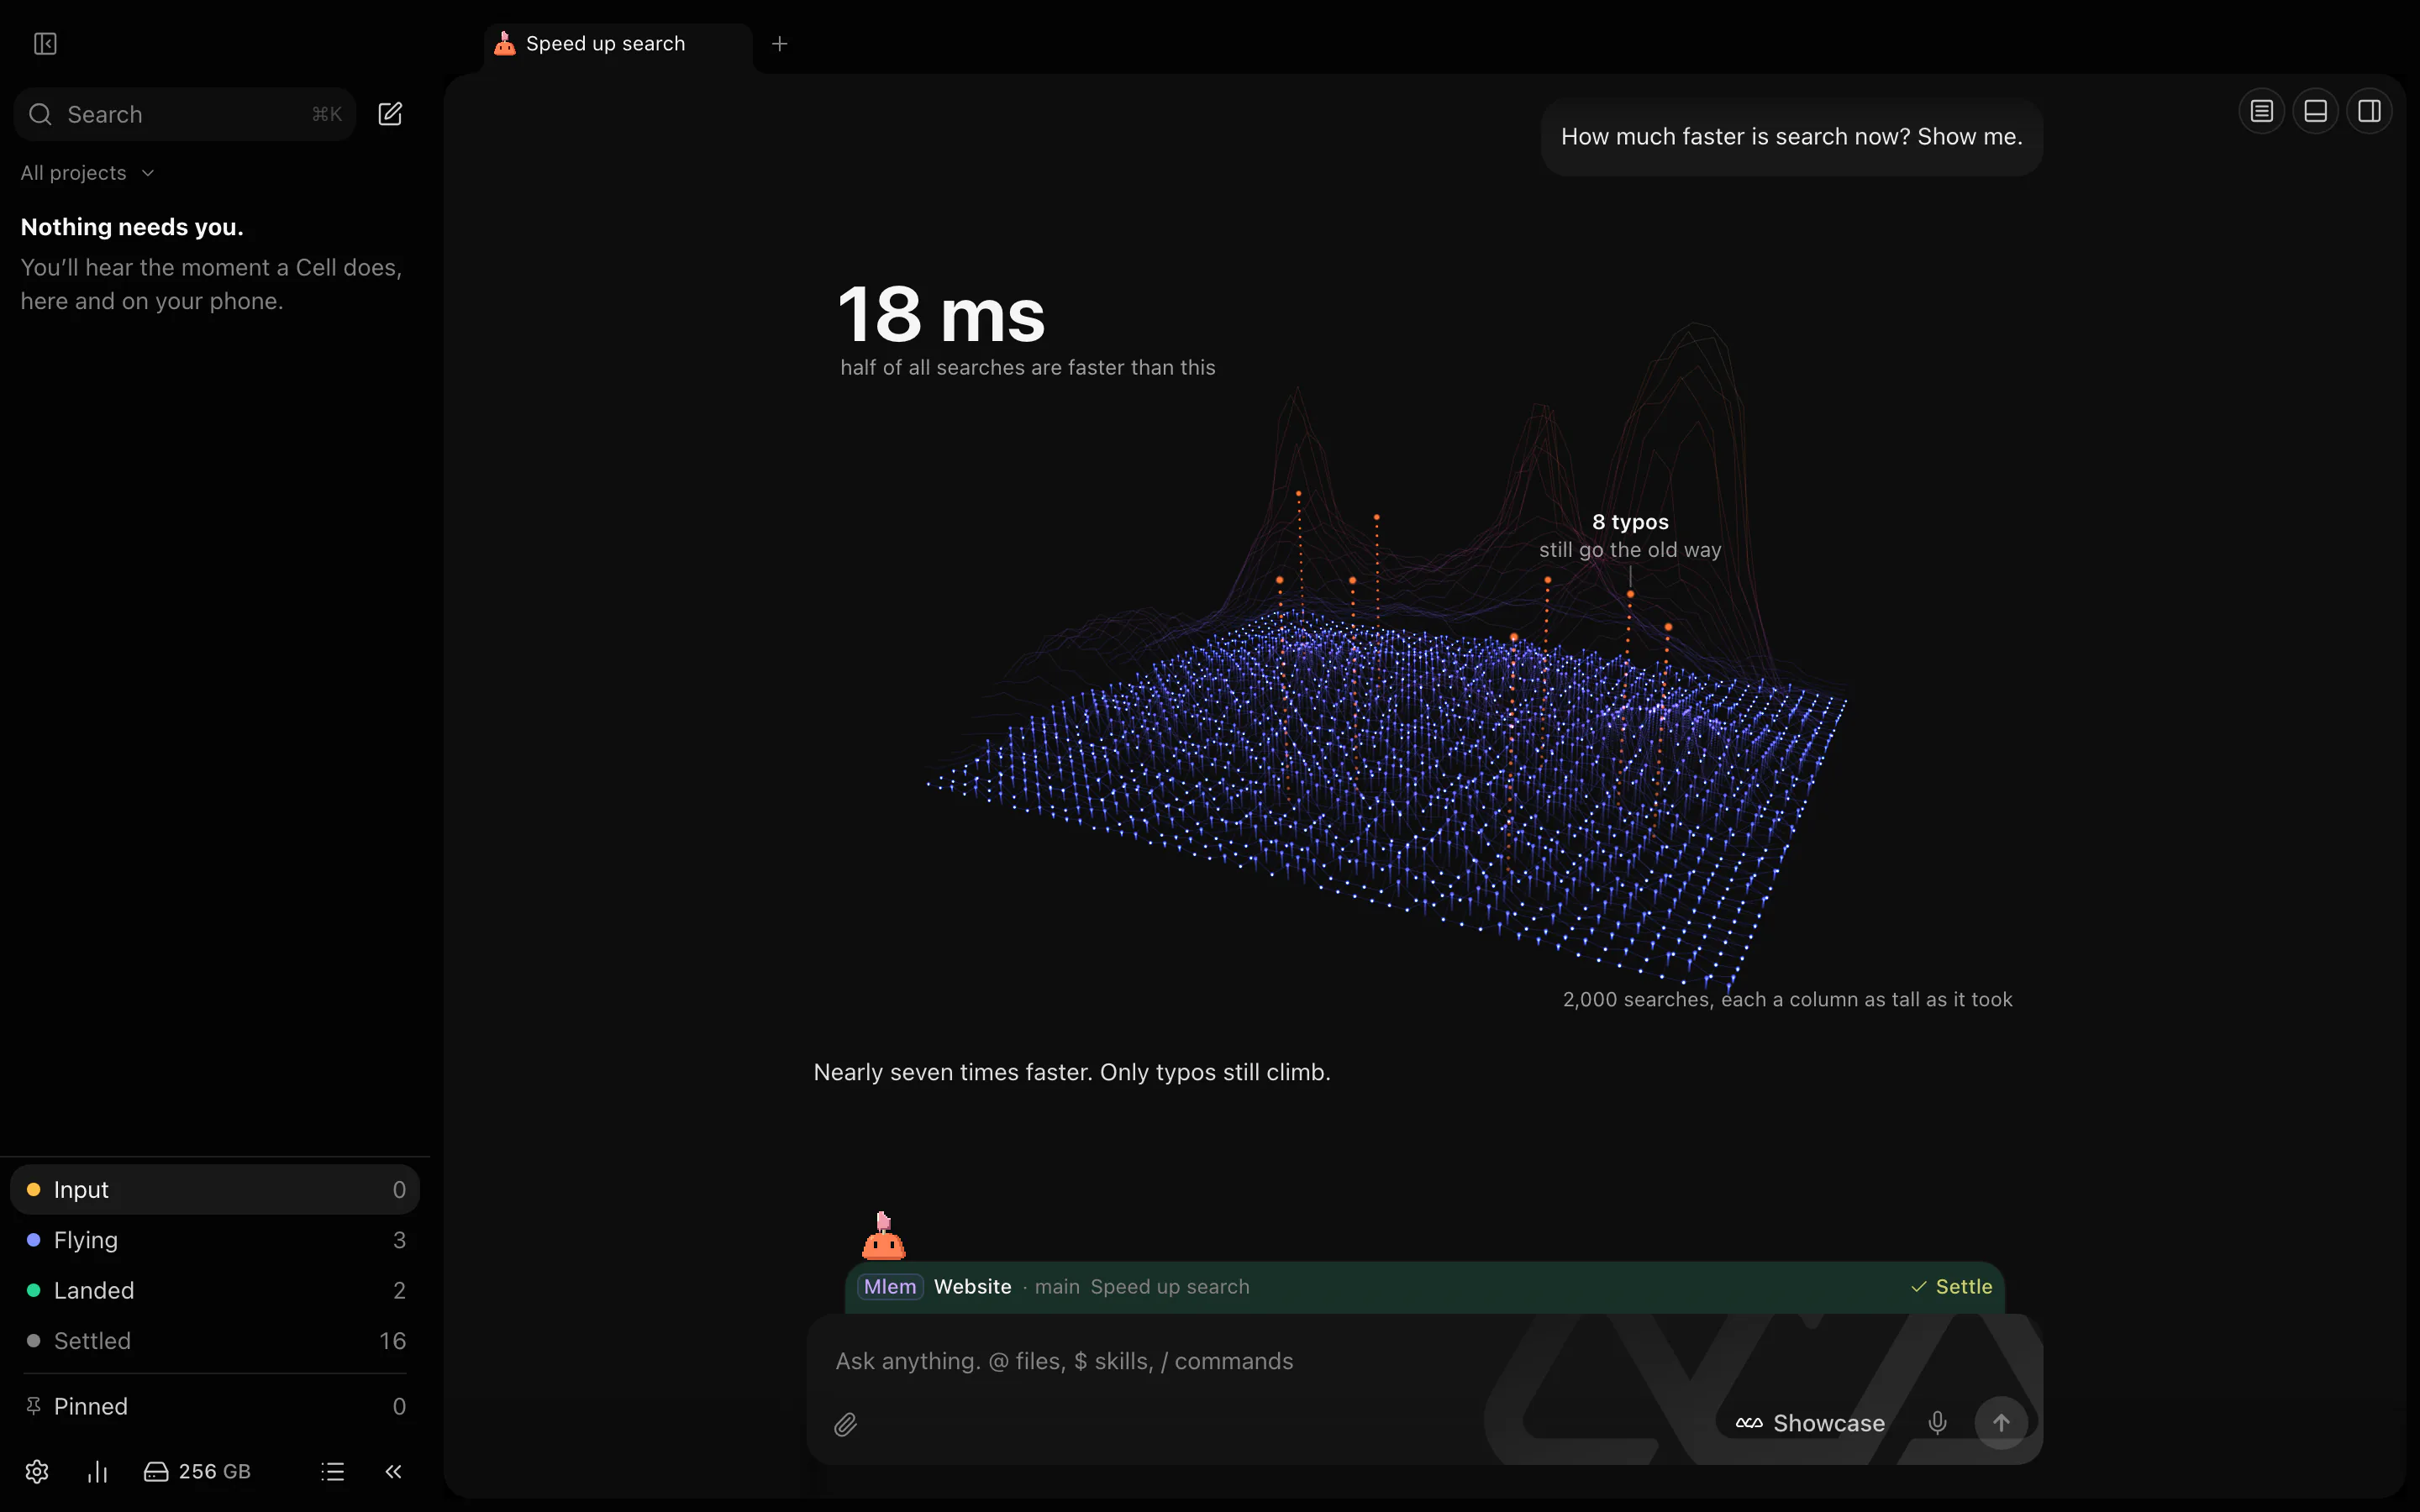 Speed up search
Search
⌘K
All projects
Nothing needs you.
You’ll hear the moment a Cell does,
here and on your phone.
Input 0
Flying 3
Landed 2
Settled 16
Pinned 0
256 GB
How much faster is search now? Show me.
18 ms
half of all searches are faster than this
8 typos
still go the old way
2,000 searches, each a column as tall as it took
Nearly seven times faster. Only typos still climb.
Mlem Website · main Speed up search
Settle
Ask anything. @ files, $ skills, / commands
Showcase